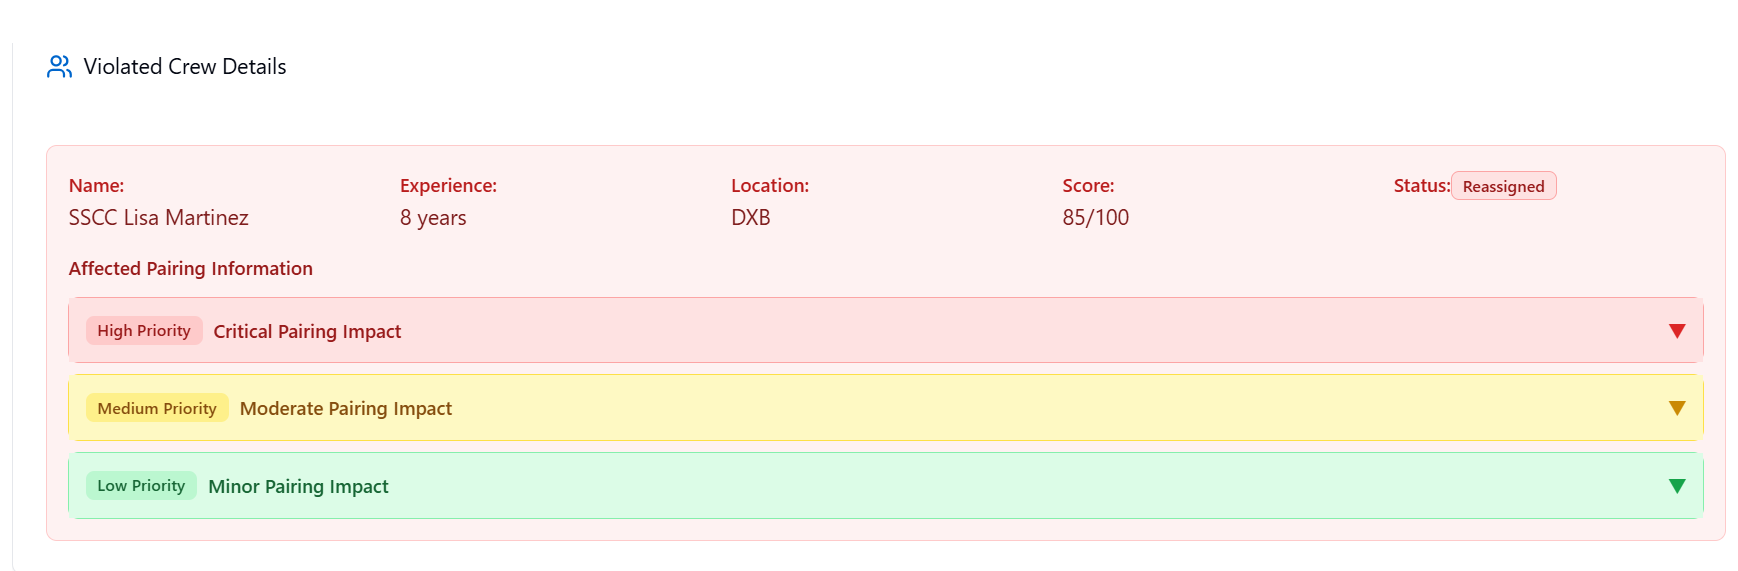 Violated Crew Details
Name: Experience: Location: Score: Status: Reassigned
SSCC Lisa Martinez 8 years DXB 85/100
Affected Pairing Information
High Priority Critical Pairing Impact
Medium Priority Moderate Pairing Impact
Low Priority Minor Pairing Impact